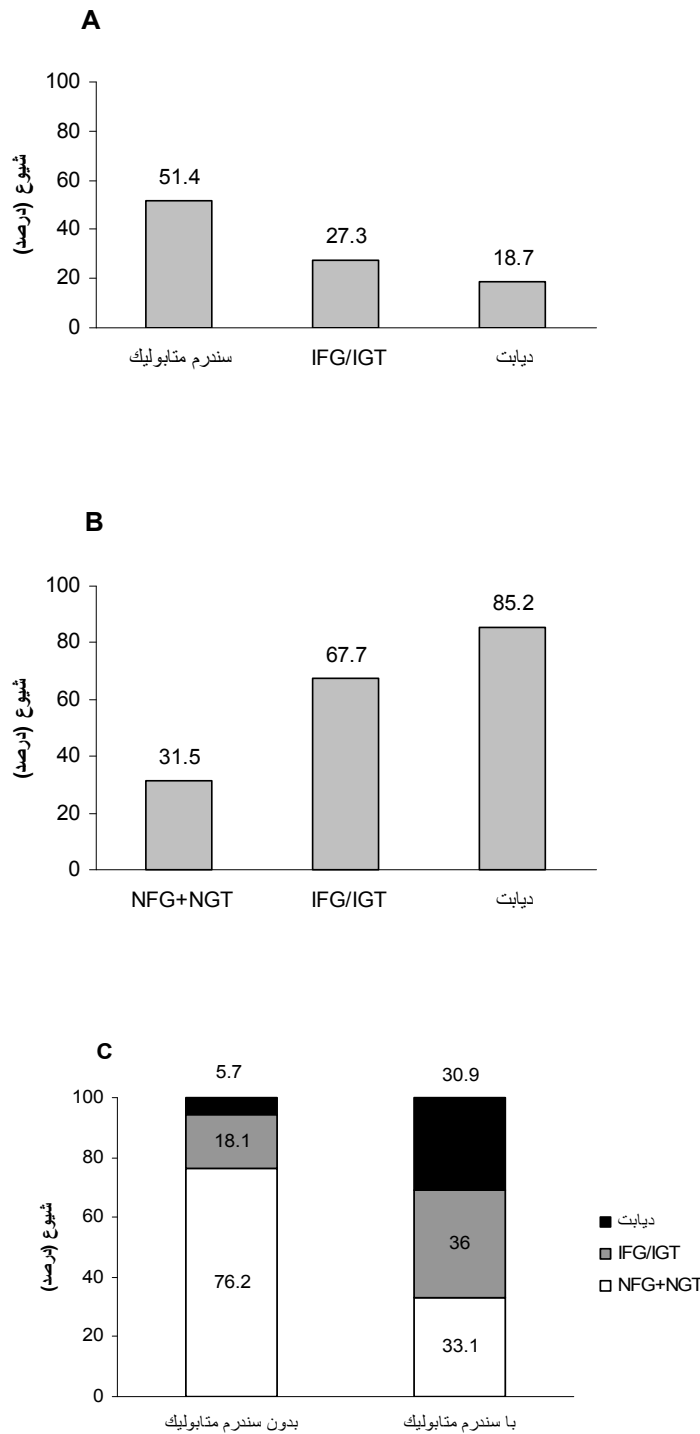 A
شيوع (درصد)
100
80
60
40
20
0
51.4
27.3
18.7
سندرم متابوليك
IFG/IGT
ديابت
B
شيوع (درصد)
100
80
60
40
20
0
31.5
67.7
85.2
NFG+NGT
IFG/IGT
ديابت
C
شيوع (درصد)
100
80
60
40
20
0
5.7
18.1
76.2
30.9
36
33.1
بدون سندرم متابوليك
با سندرم متابوليك
ديابت
IFG/IGT
NFG+NGT